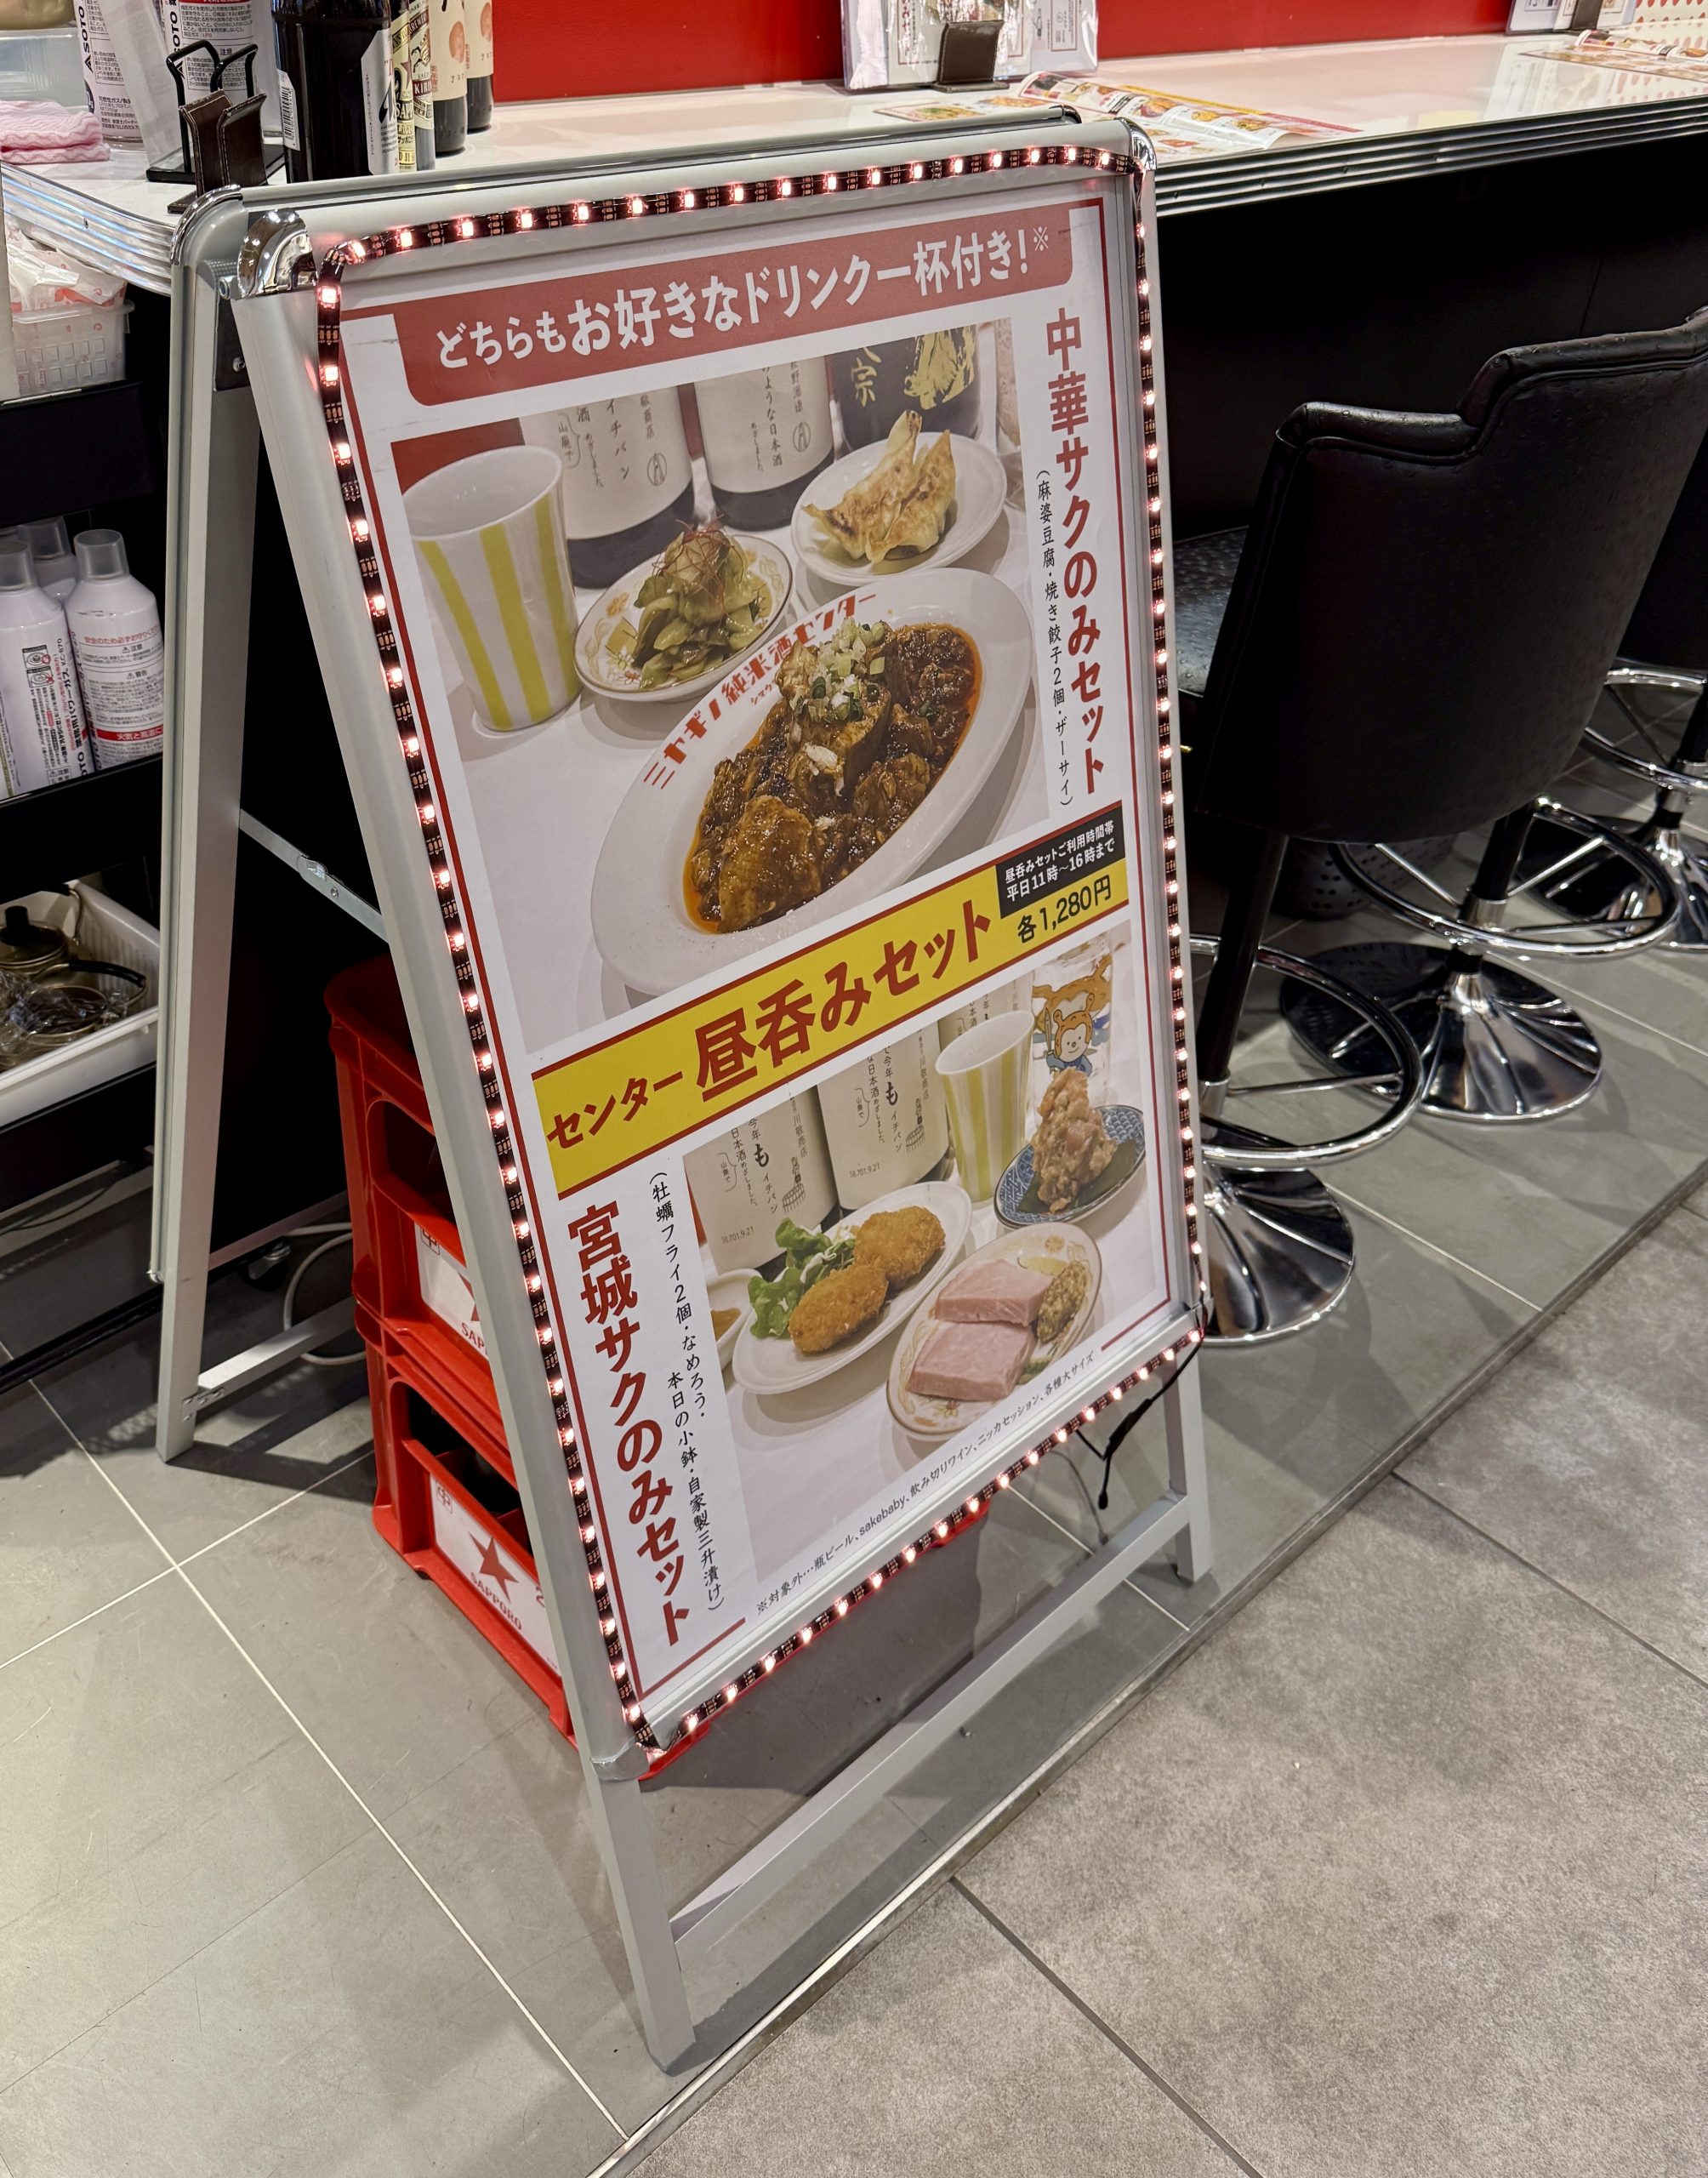 どちらもお好きなドリンク一杯付き!※
中華サクのみセット
(麻婆豆腐・焼き餃子2個・ザーサイ)
ミヤギノ純米酒センター
昼呑みセットご利用時間帯
平日11時〜16時まで
各1,280円
センター昼呑みセット
宮城サクのみセット
(牡蠣フライ2個・なめろう・
本日の小鉢・自家製三升漬け)
※対象外…瓶ビール、sakebaby、飲み切りワイン、ニッカセッション、各種大サイズ
SAPPORO
SOTO